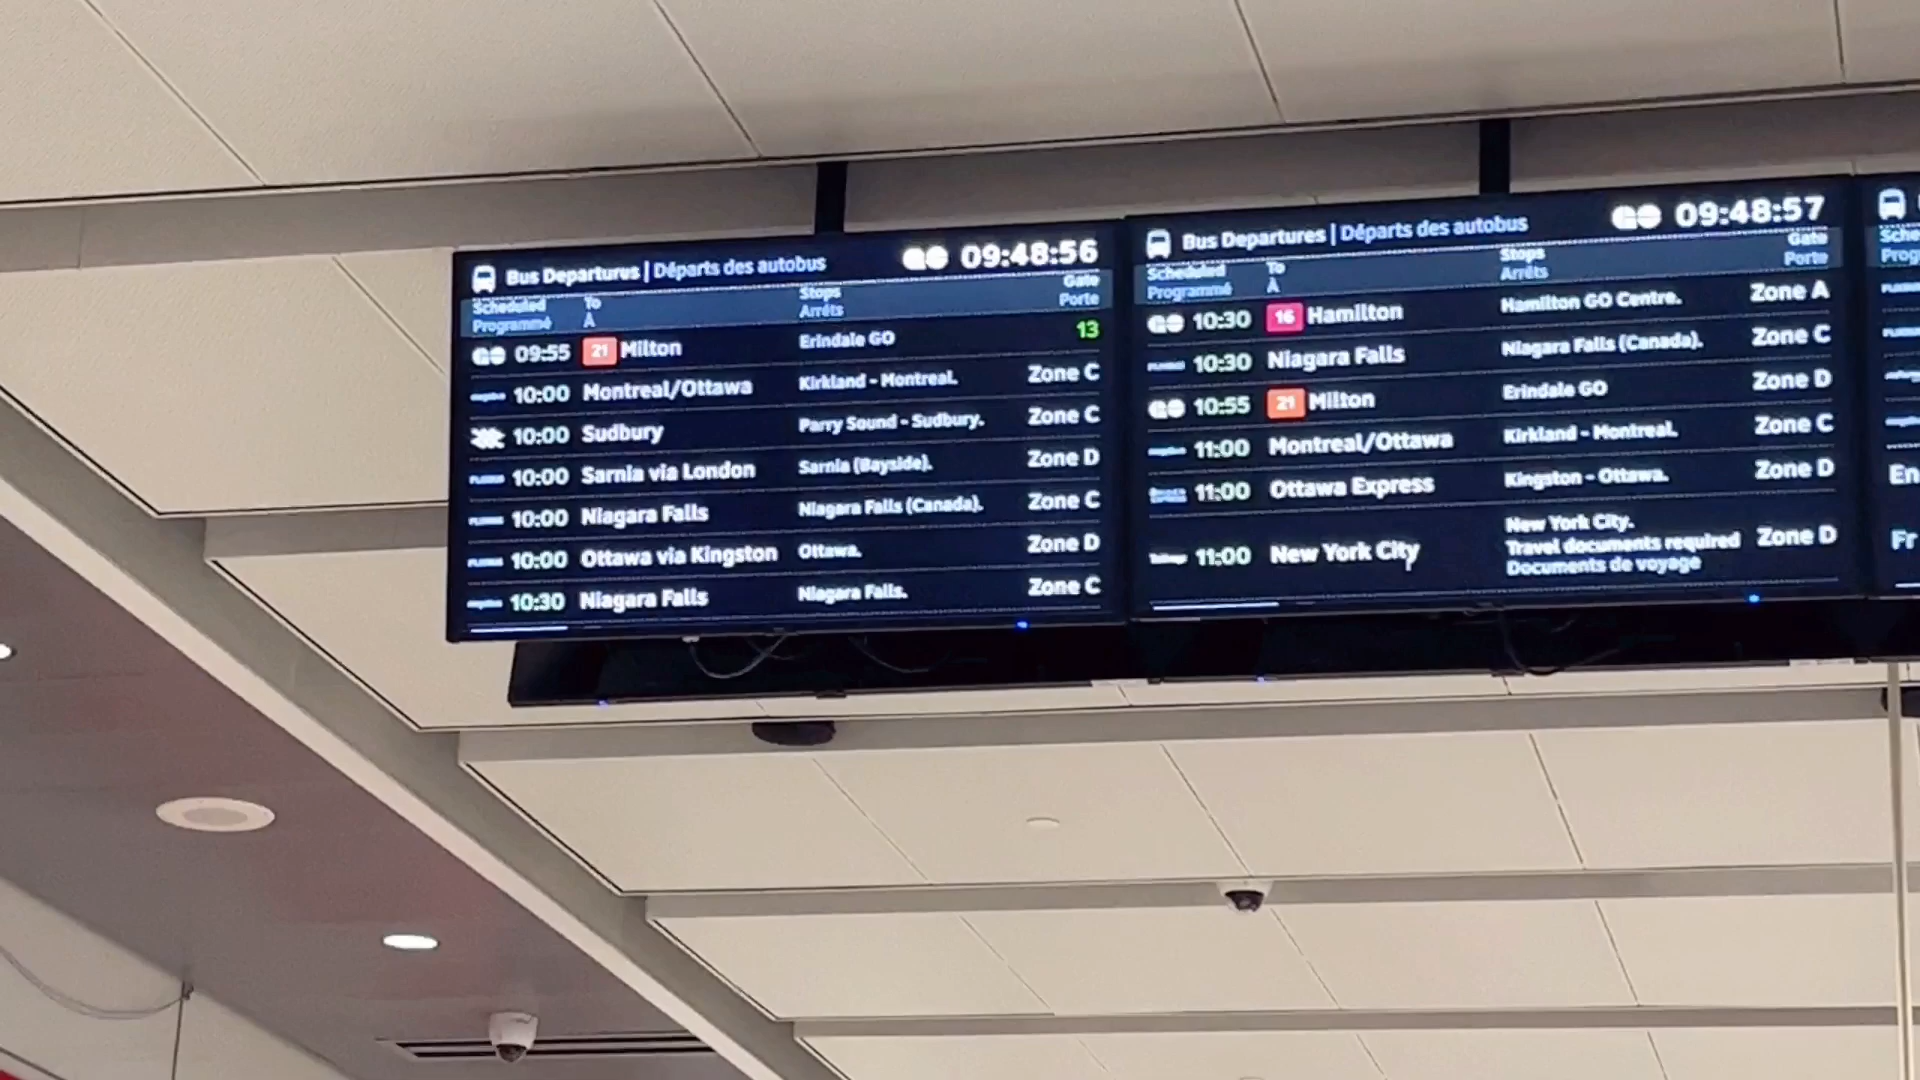 Bus Departures | Départs des autobus 09:48:56
Scheduled To Stops Gate
Programmé À Arrêts Porte
09:55 21 Milton Erindale GO 13
10:00 Montreal/Ottawa Kirkland - Montreal. Zone C
10:00 Sudbury Parry Sound - Sudbury. Zone C
10:00 Sarnia via London Sarnia (Bayside). Zone D
10:00 Niagara Falls Niagara Falls (Canada). Zone C
10:00 Ottawa via Kingston Ottawa. Zone D
10:30 Niagara Falls Niagara Falls. Zone C
Bus Departures | Départs des autobus 09:48:57
Scheduled To Stops Gate
Programmé À Arrêts Porte
10:30 16 Hamilton Hamilton GO Centre. Zone A
10:30 Niagara Falls Niagara Falls (Canada). Zone C
10:55 21 Milton Erindale GO Zone D
11:00 Montreal/Ottawa Kirkland - Montreal. Zone C
11:00 Ottawa Express Kingston - Ottawa. Zone D
11:00 New York City New York City. Zone D
Travel documents required
Documents de voyage
Sche
Prog
En
Fr